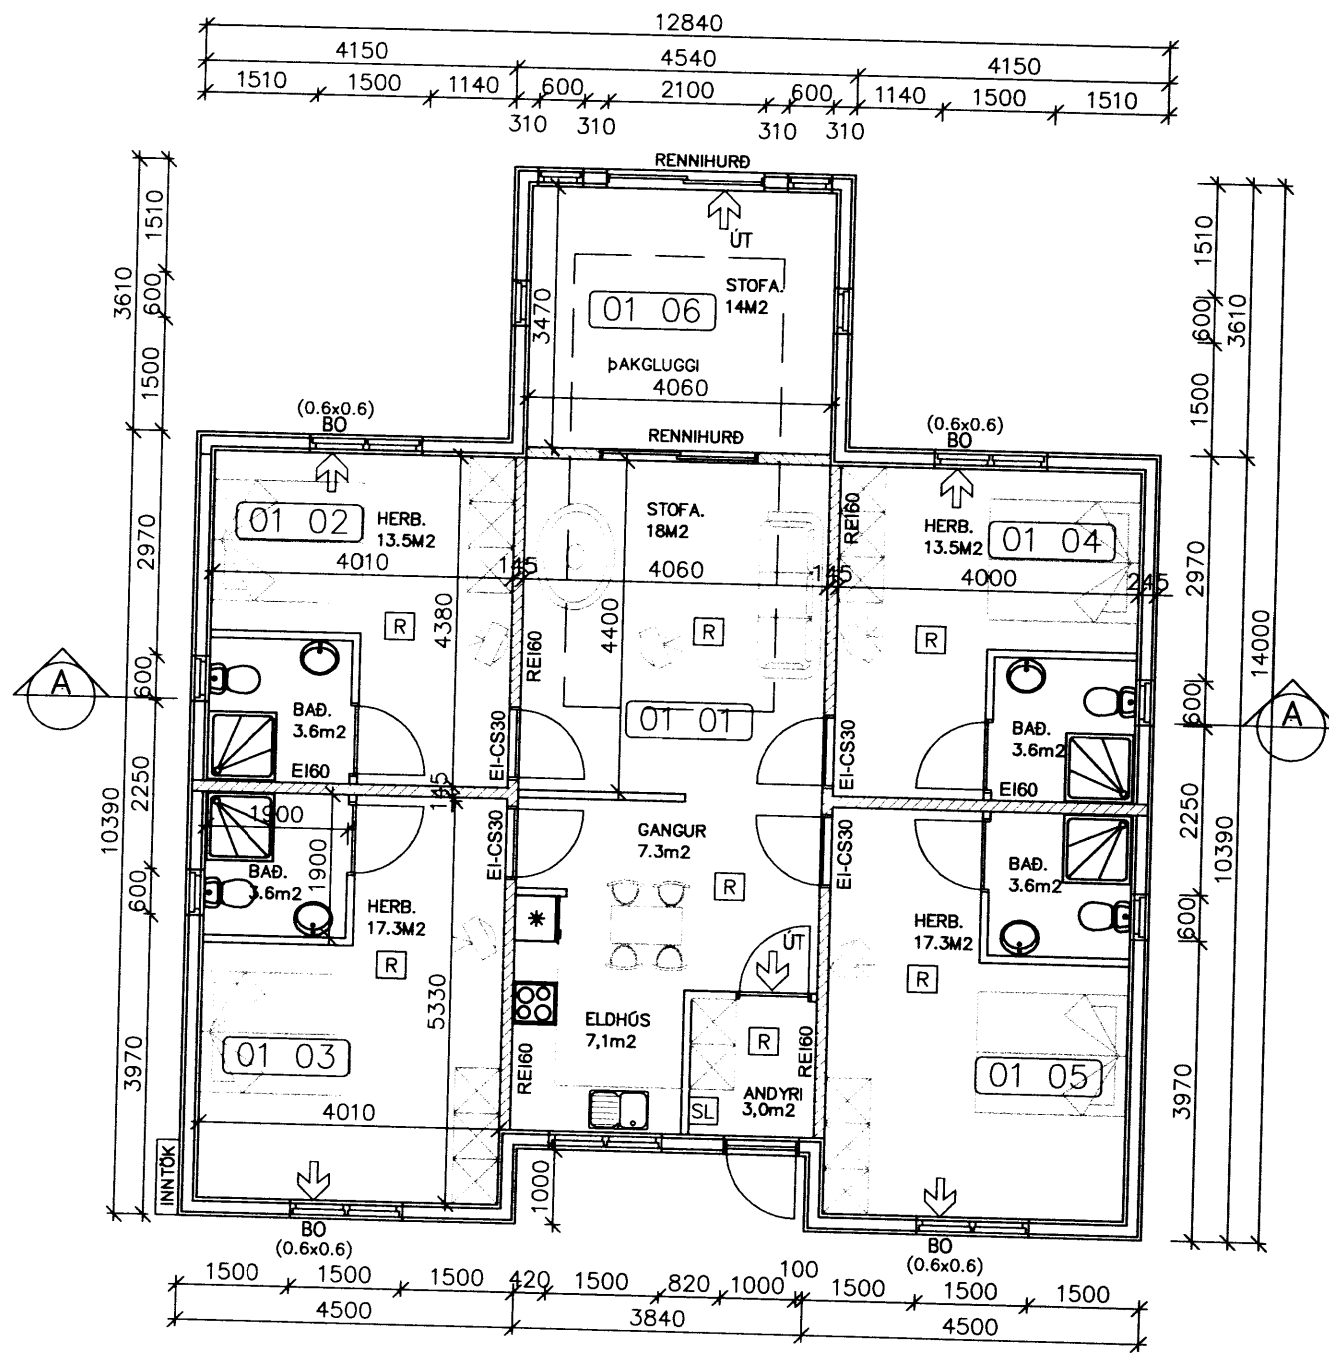 12840
4150 4540 4150
1510 1500 1140 600 2100 600 1140 1500 1510
310 310 310 310
RENNIHURÐ
ÚT
STOFA.
14M2
01 06
3470
ÞAKGLUGGI
4060
RENNIHURÐ
1510
600
1500
3610
2970
600
2250
600
3970
10390
1510
600
1500
3610
2970
600
2250
600
3970
10390
14000
(0.6x0.6)
BO
(0.6x0.6)
BO
01 02
HERB.
13.5M2
4010
145
4060
145
4000
245
4380
4400
STOFA.
18M2
REI60
REI60
HERB.
13.5M2
01 04
R
R
R
A
A
BAÐ.
3.6m2
EI60
EI-CS30
01 01
EI-CS30
BAÐ.
3.6m2
EI60
145
1900
1900
BAÐ.
3.6m2
EI-CS30
GANGUR
7.3m2
R
EI-CS30
BAÐ.
3.6m2
HERB.
17.3M2
R
5330
ÚT
HERB.
17.3M2
R
01 03
ELDHÚS
7,1m2
REI60
R
REI60
ANDYRI
3,0m2
SL
01 05
4010
INNTÖK
1000
BO
(0.6x0.6)
BO
(0.6x0.6)
1500 1500 1500 420 1500 820 1000 100 1500 1500 1500
4500 3840 4500